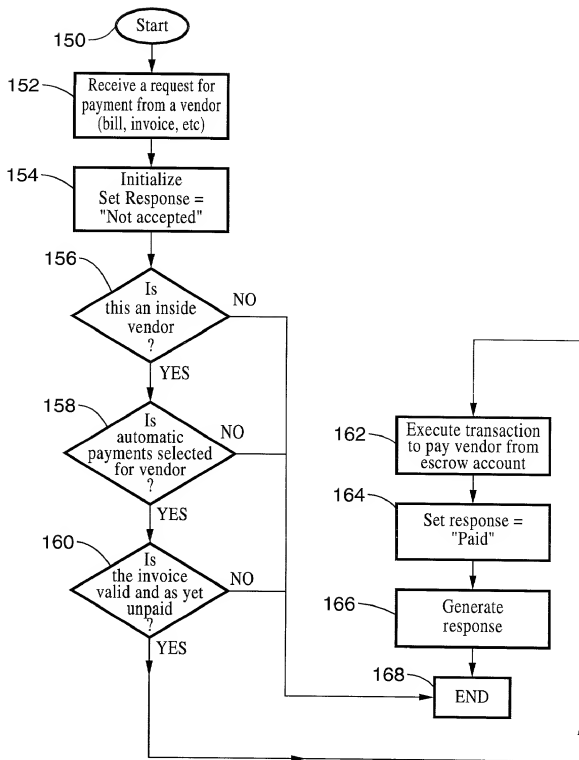 150
Start
152
Receive a request for
payment from a vendor
(bill, invoice, etc)
154
Initialize
Set Response =
"Not accepted"
156
Is
this an inside
vendor
?
NO
YES
158
Is
automatic
payments selected
for vendor
?
NO
YES
160
Is
the invoice
valid and as yet
unpaid
?
NO
YES
162
Execute transaction
to pay vendor from
escrow account
164
Set response =
"Paid"
166
Generate
response
168
END